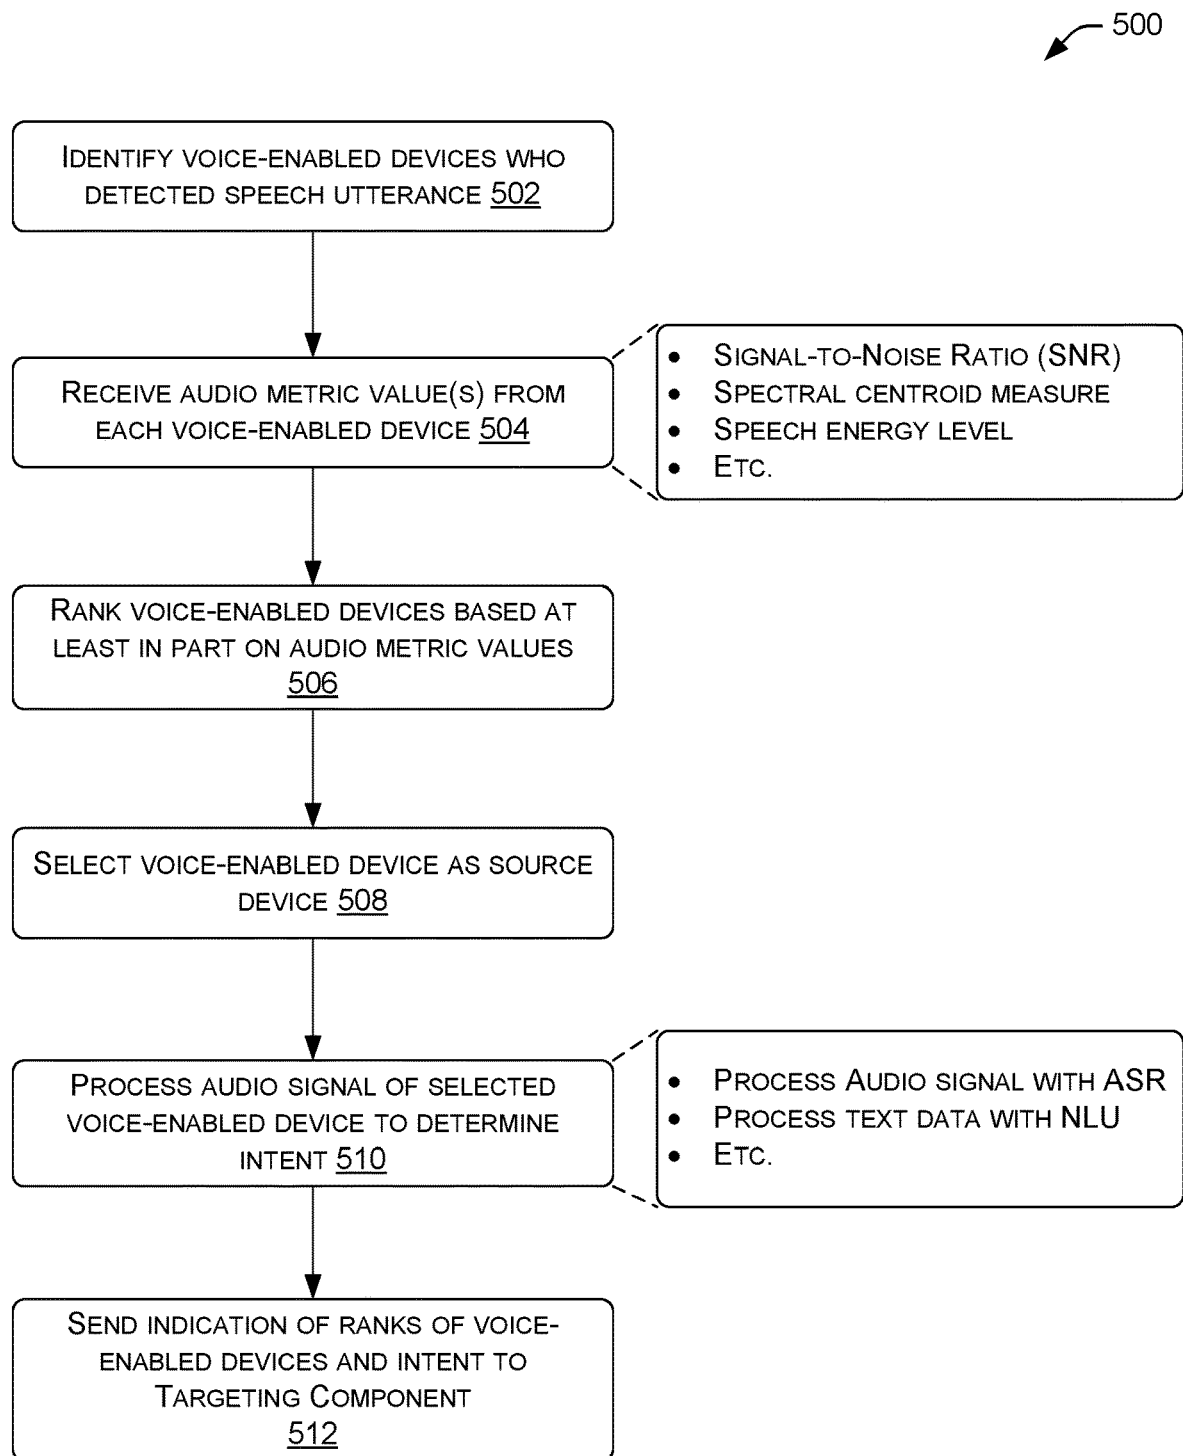 500
IDENTIFY VOICE-ENABLED DEVICES WHO
DETECTED SPEECH UTTERANCE 502
RECEIVE AUDIO METRIC VALUE(S) FROM
EACH VOICE-ENABLED DEVICE 504
• SIGNAL-TO-NOISE RATIO (SNR)
• SPECTRAL CENTROID MEASURE
• SPEECH ENERGY LEVEL
• ETC.
RANK VOICE-ENABLED DEVICES BASED AT
LEAST IN PART ON AUDIO METRIC VALUES
506
SELECT VOICE-ENABLED DEVICE AS SOURCE
DEVICE 508
PROCESS AUDIO SIGNAL OF SELECTED
VOICE-ENABLED DEVICE TO DETERMINE
INTENT 510
• PROCESS AUDIO SIGNAL WITH ASR
• PROCESS TEXT DATA WITH NLU
• ETC.
SEND INDICATION OF RANKS OF VOICE-
ENABLED DEVICES AND INTENT TO
TARGETING COMPONENT
512